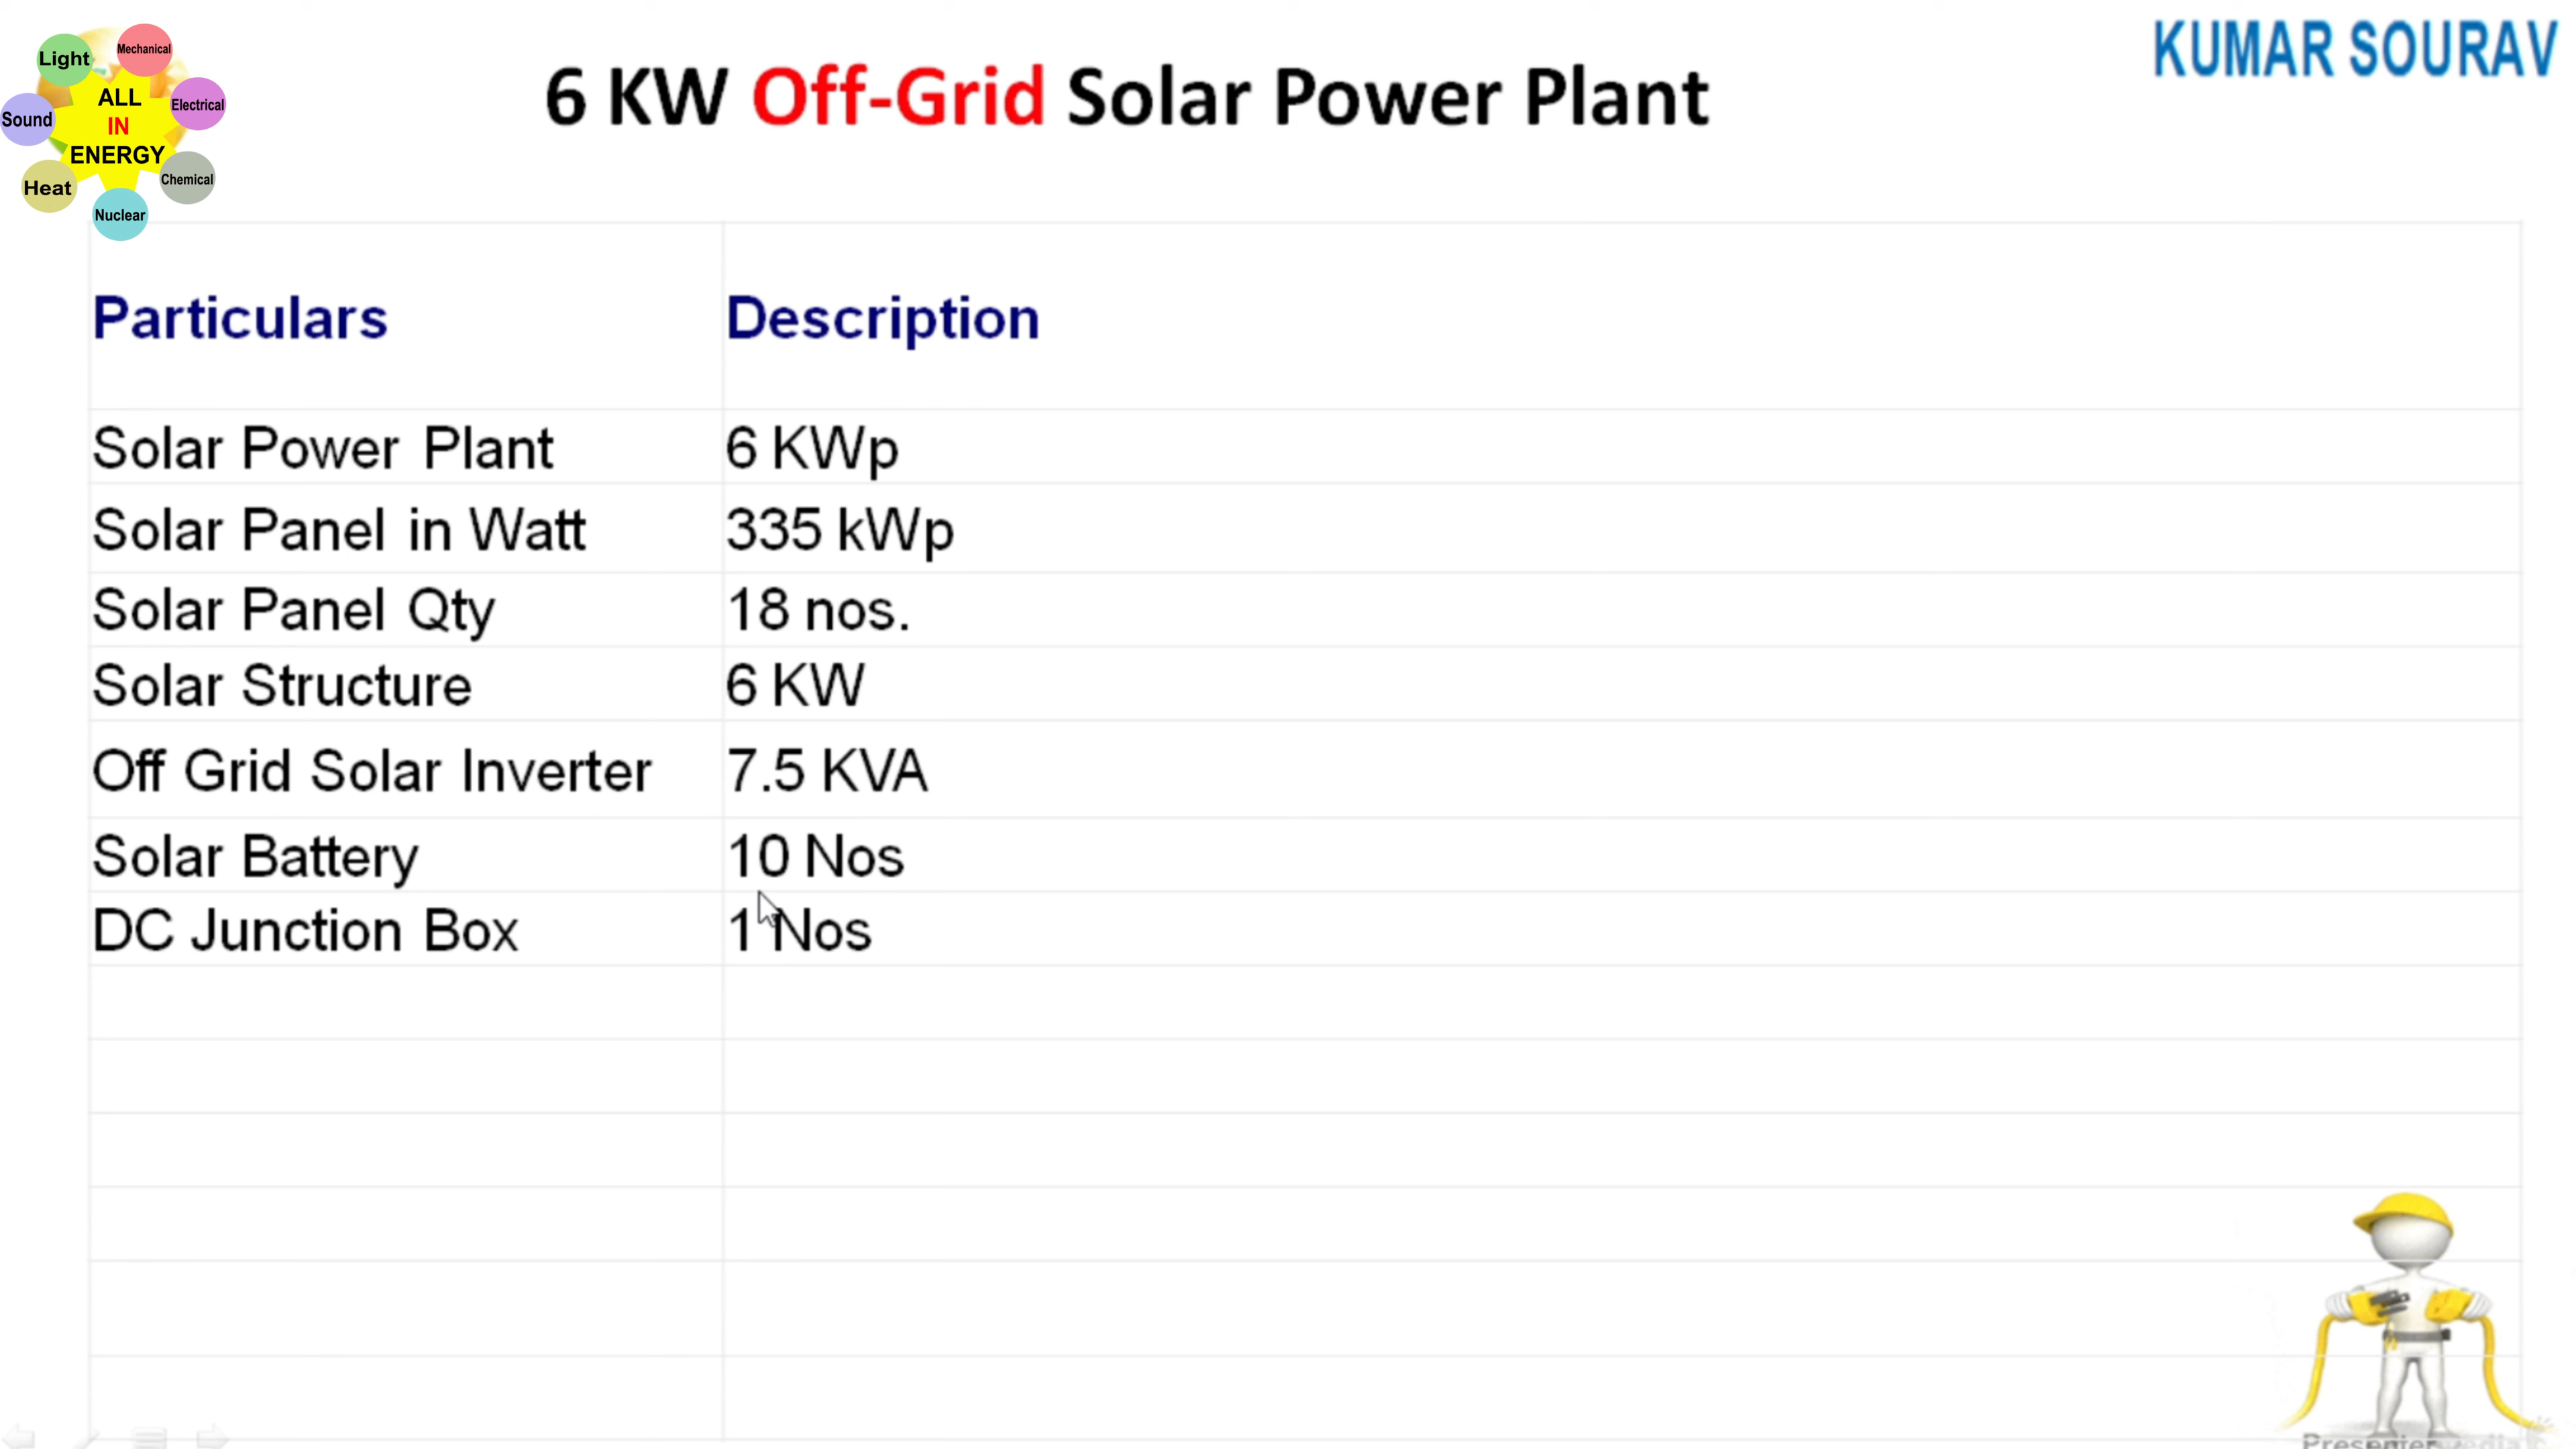 Light
Mechanical
ALL
IN
ENERGY
Electrical
Sound
Heat
Chemical
Nuclear
6 KW Off-Grid Solar Power Plant
KUMAR SOURAV
Particulars Description
Solar Power Plant 6 KWp
Solar Panel in Watt 335 kWp
Solar Panel Qty 18 nos.
Solar Structure 6 KW
Off Grid Solar Inverter 7.5 KVA
Solar Battery 10 Nos
DC Junction Box 1 Nos